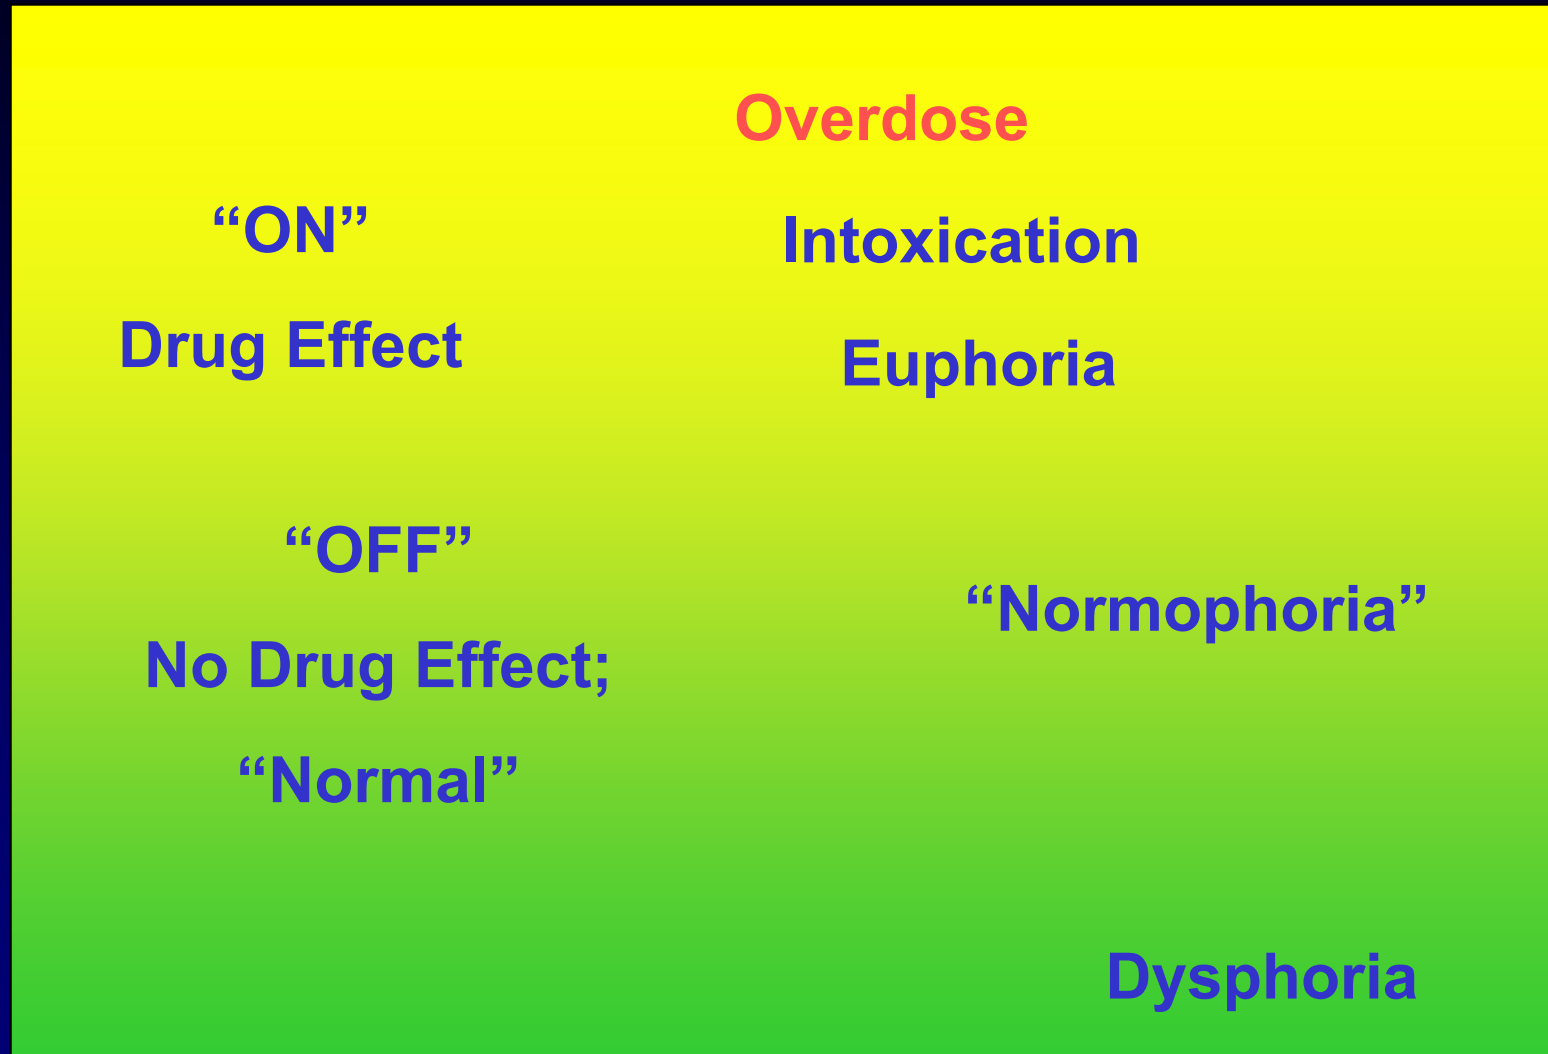 Overdose
“ON”
Intoxication
Drug Effect
Euphoria
“OFF”
“Normophoria”
No Drug Effect;
“Normal”
Dysphoria